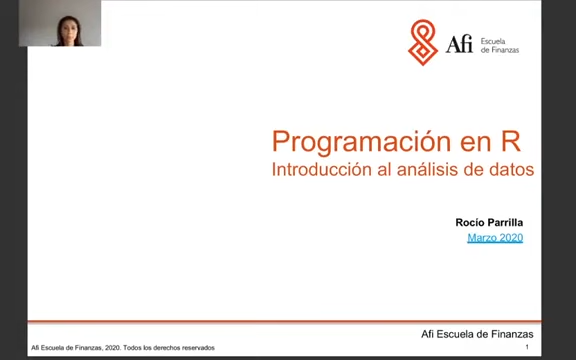 Afi Escuela
de Finanzas
Programación en R
Introducción al análisis de datos
Rocío Parrilla
Marzo 2020
Afi Escuela de Finanzas
Afi Escuela de Finanzas, 2020. Todos los derechos reservados
1